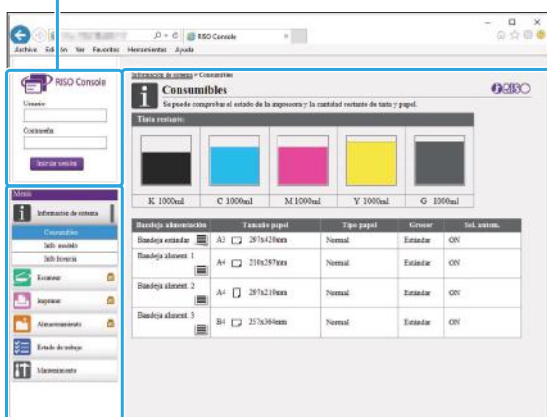 RISO Console
Archivo Edición Ver Favoritos Herramientas Ayuda
RISO Console
Usuario
Contraseña
Iniciar sesión
Menú
Información de sistema
Consumibles
Info. modelo
Info. licencia
Escanear
Imprimir
Almacenamiento
Estado de trabajo
Mantenimiento
Información de sistema > Consumibles
Consumibles
RISO
Se puede comprobar el estado de la impresora y la cantidad restante de tinta y papel.
Tinta restante:
K 1000ml C 1000ml M 1000ml Y 1000ml G 1000ml
Bandeja alimentación Tamaño papel Tipo papel Grosor Sel. autom.
Bandeja estándar A3 297x420mm Normal Estándar ON
Bandeja aliment. 1 A4 210x297mm Normal Estándar ON
Bandeja aliment. 2 A4 297x210mm Normal Estándar ON
Bandeja aliment. 3 B4 257x364mm Normal Estándar ON